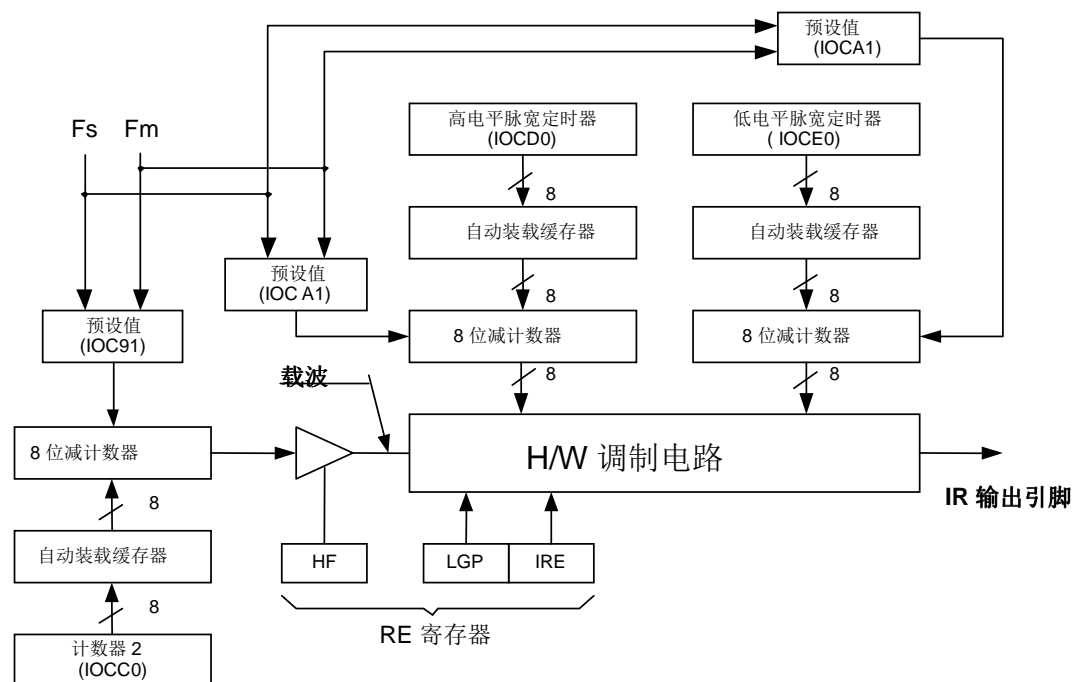 预设值
(IOCA1)
Fs Fm
高电平脉宽定时器
(IOCD0)
低电平脉宽定时器
( IOCE0)
8
8
自动装载缓存器
自动装载缓存器
预设值
(IOC A1)
8
8
预设值
(IOC91)
8 位减计数器
8 位减计数器
载波
8
8
8 位减计数器
H/W 调制电路
IR 输出引脚
8
自动装载缓存器
HF
LGP
IRE
8
RE 寄存器
计数器 2
(IOCC0)